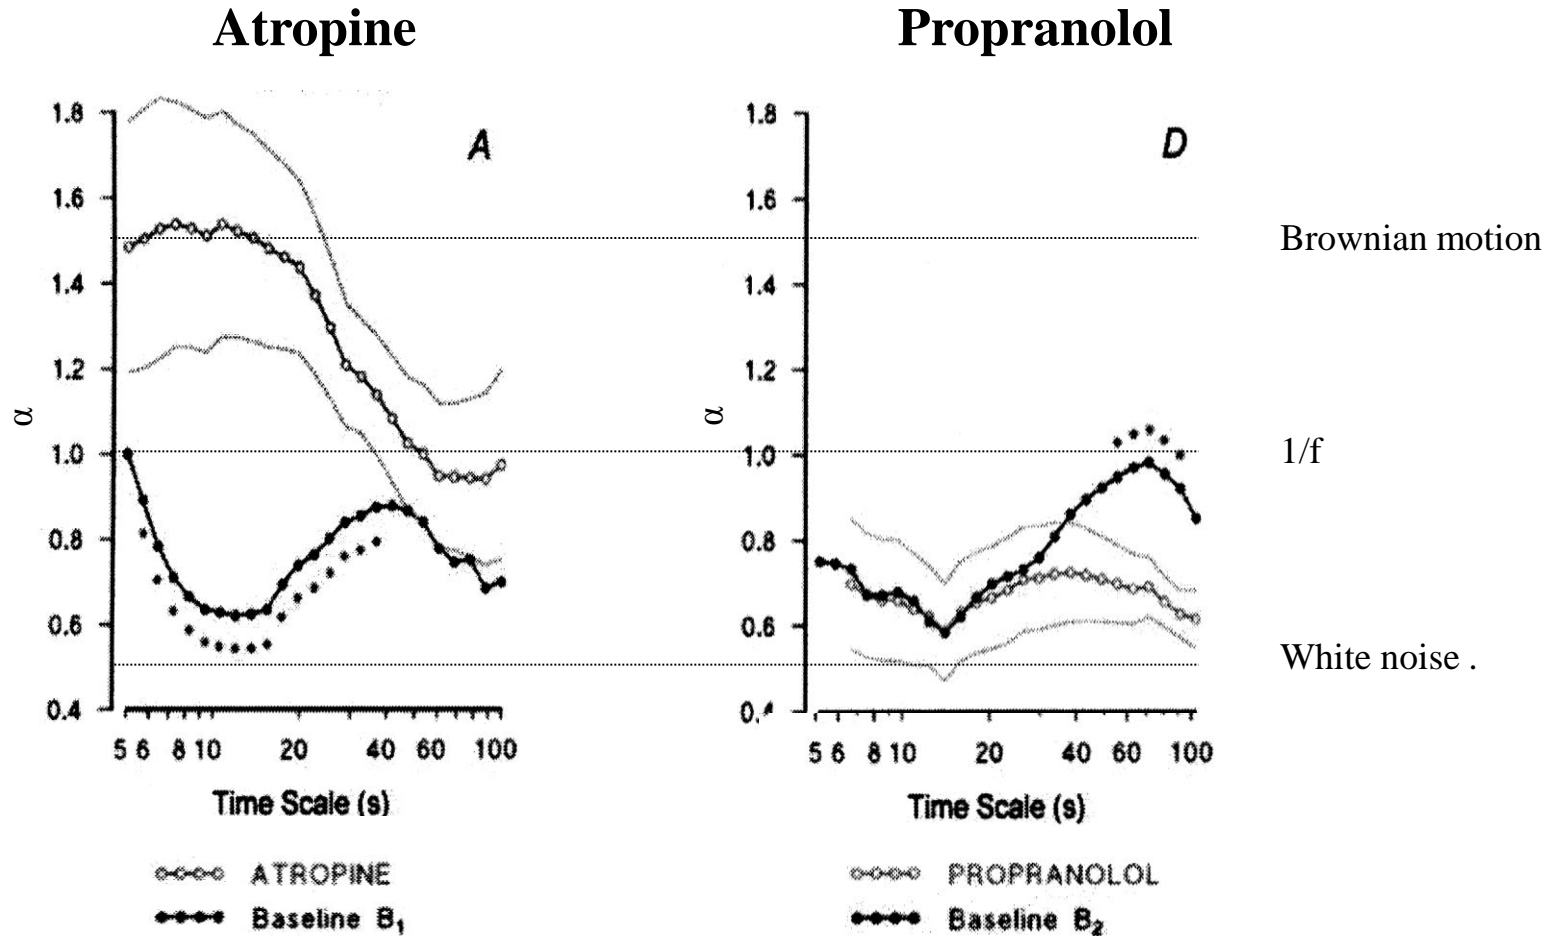 Atropine
Propranolol
A
1.8
1.6
1.4
1.2
1.0
0.8
0.6
0.4
α
5 6 8 10 20 40 60 100
Time Scale (s)
ATROPINE
Baseline B₁
D
1.8
1.6
1.4
1.2
1.0
0.8
0.6
α
5 6 8 10 20 40 60 100
Time Scale (s)
PROPRANOLOL
Baseline B₂
Brownian motion
1/f
White noise .